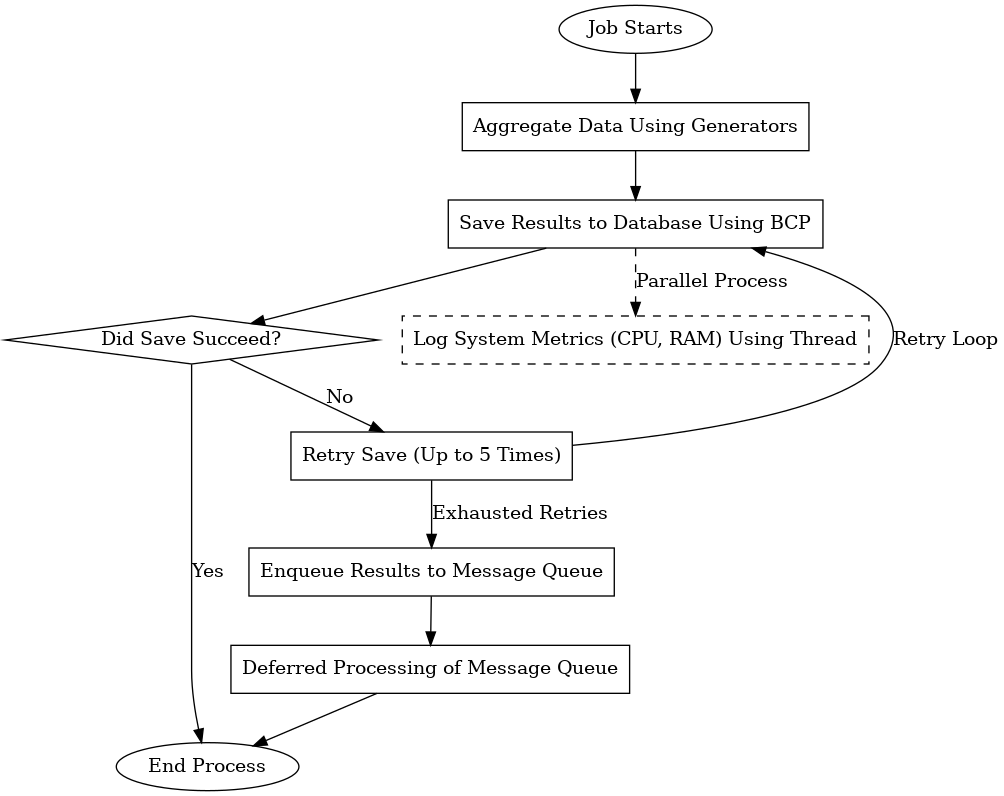 Job Starts
Aggregate Data Using Generators
Save Results to Database Using BCP
Parallel Process
Did Save Succeed?
Log System Metrics (CPU, RAM) Using Thread
Retry Loop
No
Retry Save (Up to 5 Times)
Exhausted Retries
Yes
Enqueue Results to Message Queue
Deferred Processing of Message Queue
End Process